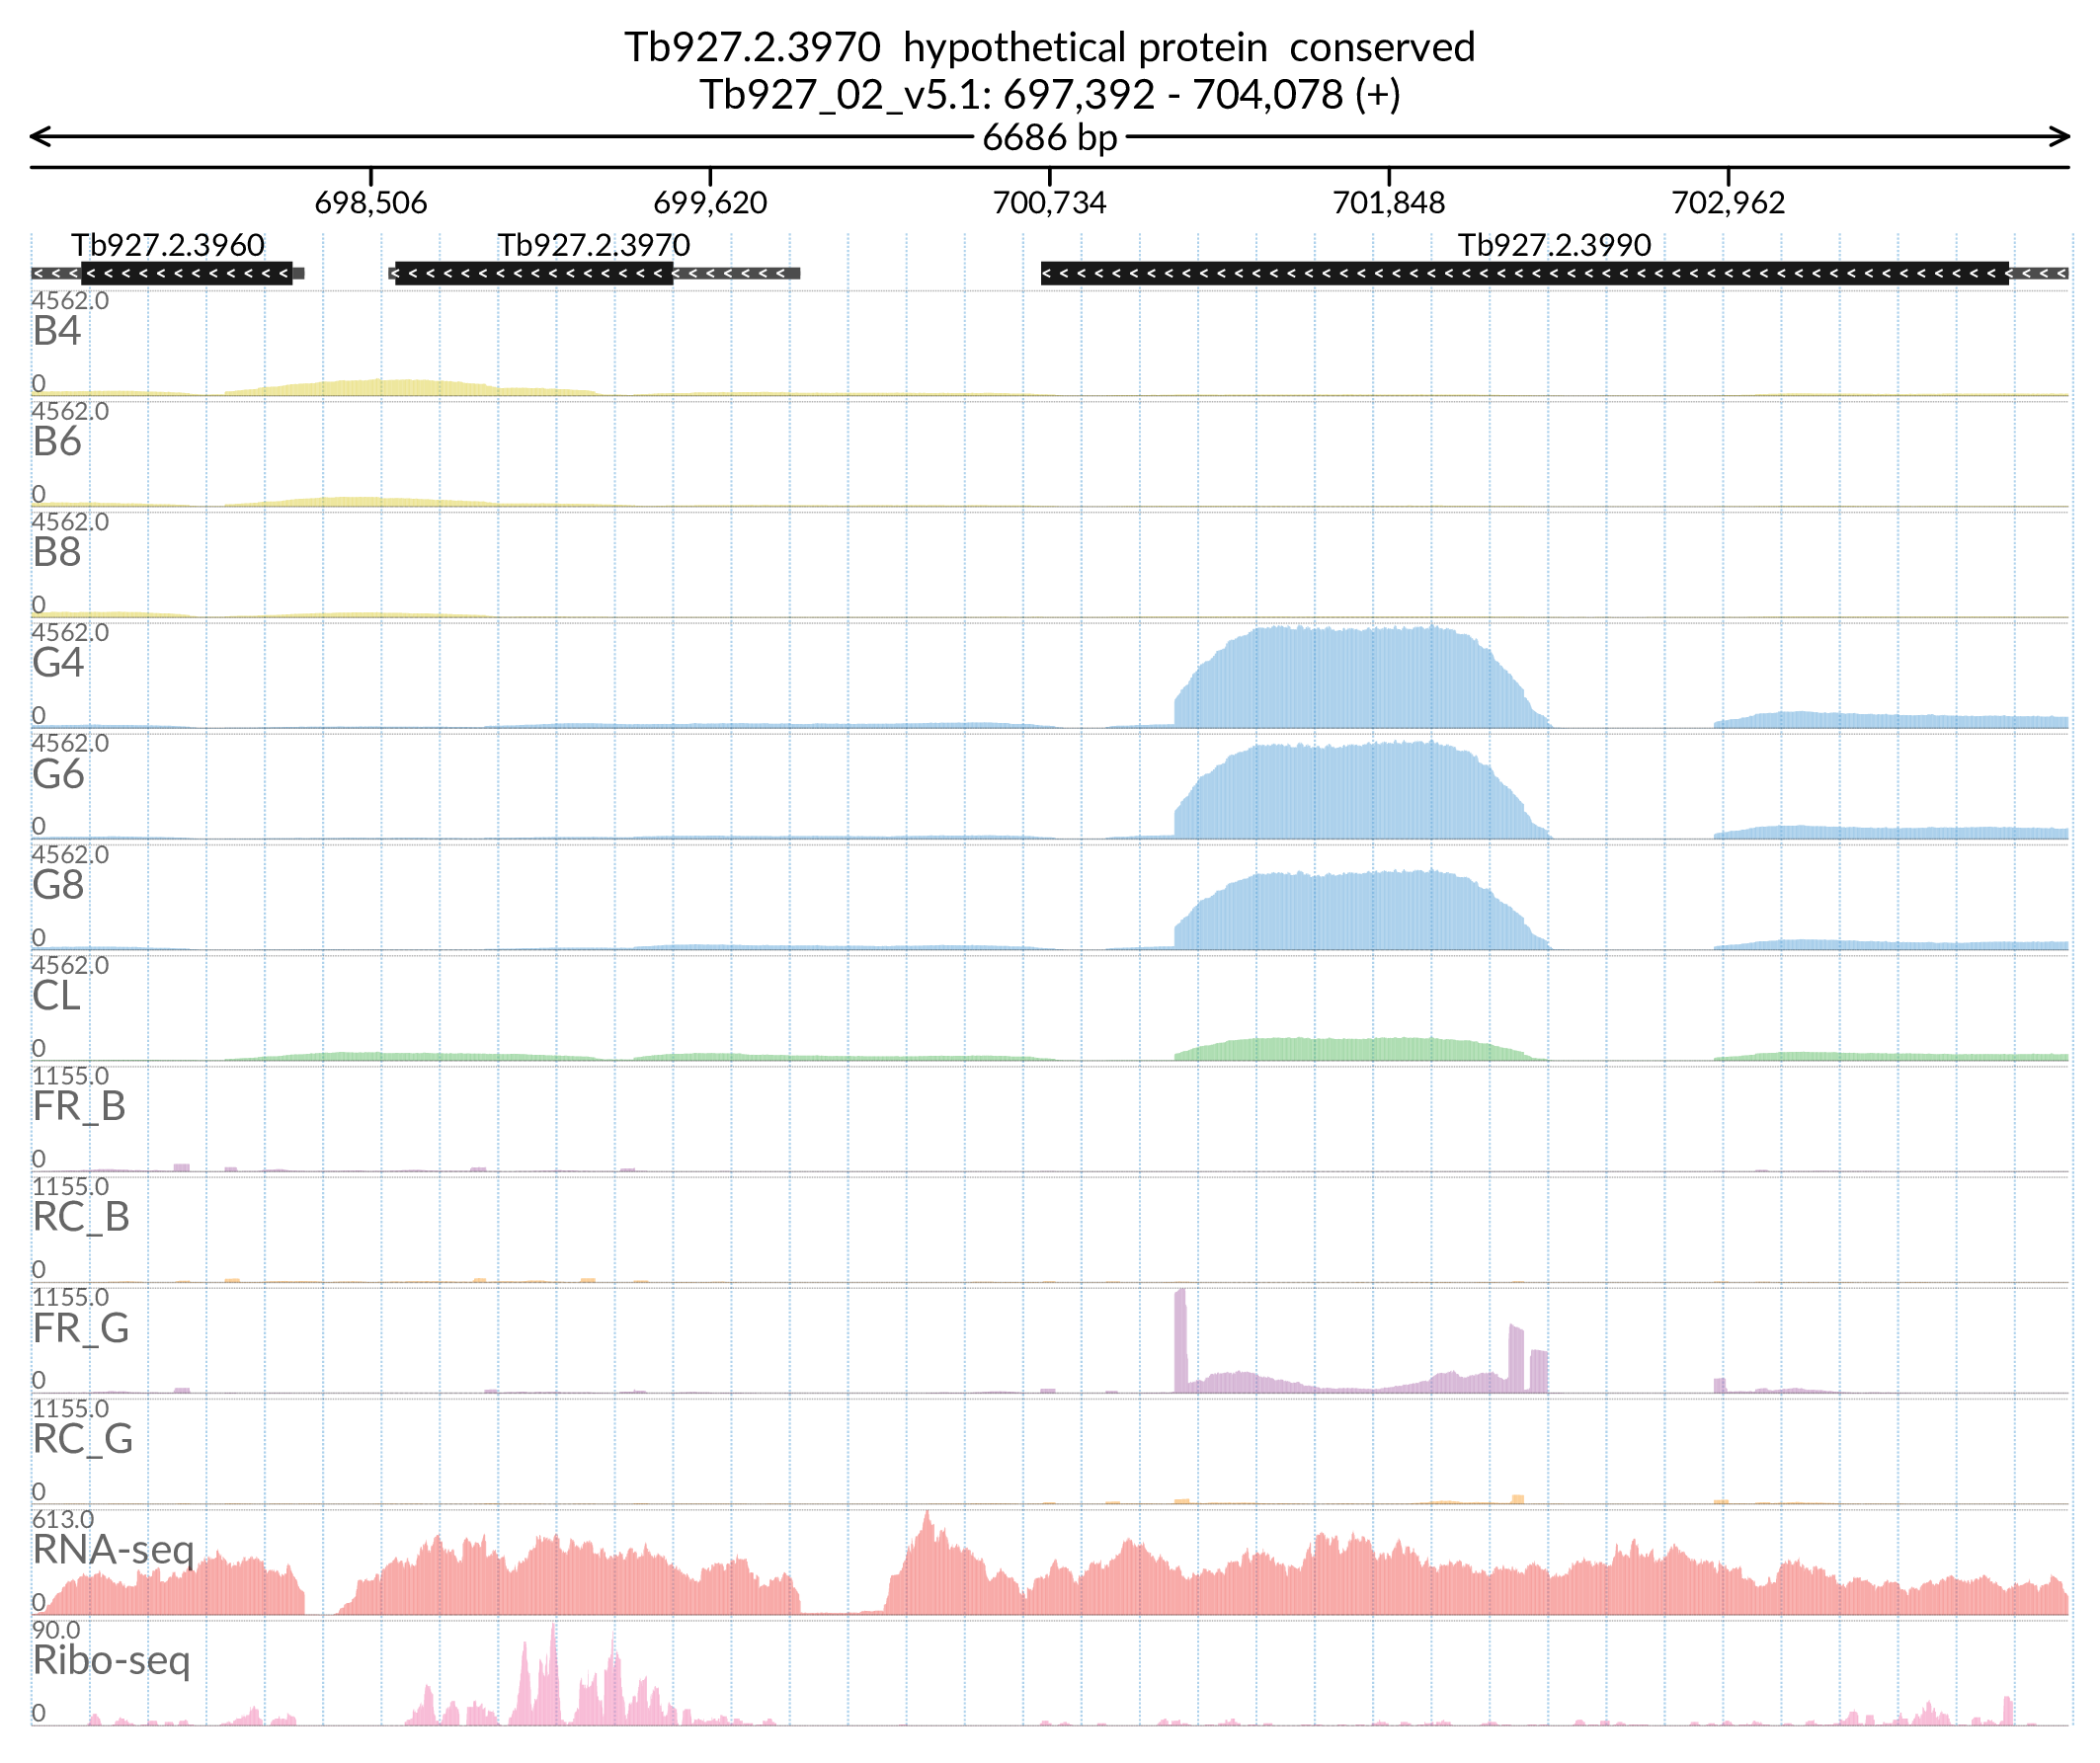 Tb927.2.3970  hypothetical protein  conserved
Tb927_02_v5.1: 697,392 - 704,078 (+)
6686 bp
698,506 699,620 700,734 701,848 702,962
Tb927.2.3960 Tb927.2.3970 Tb927.2.3990
4562.0
B4
0
4562.0
B6
0
4562.0
B8
0
4562.0
G4
0
4562.0
G6
0
4562.0
G8
0
4562.0
CL
0
1155.0
FR_B
0
1155.0
RC_B
0
1155.0
FR_G
0
1155.0
RC_G
0
613.0
RNA-seq
0
90.0
Ribo-seq
0